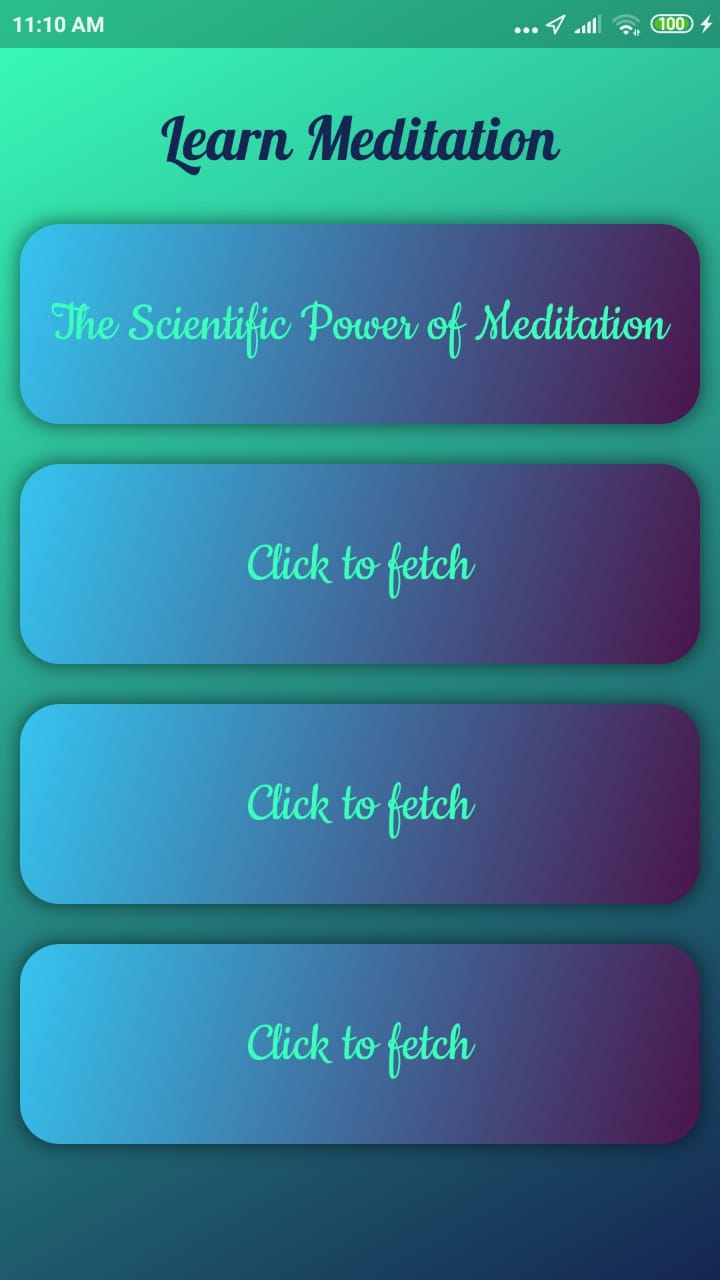 11:10 AM
100
Learn Meditation
The Scientific Power of Meditation
Click to fetch
Click to fetch
Click to fetch